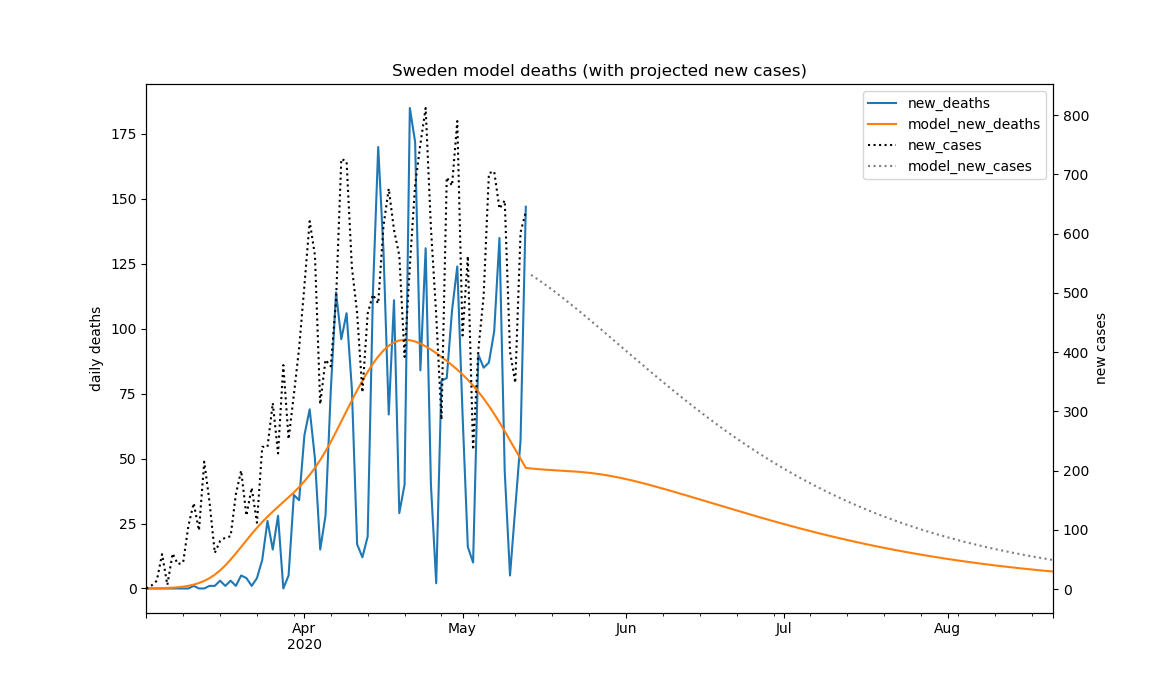 Sweden model deaths (with projected new cases)
daily deaths
175
150
125
100
75
50
25
0
new_deaths
model_new_deaths
new_cases
model_new_cases
800
700
600
500
400
300
200
100
0
new cases
Apr
2020
May
Jun
Jul
Aug